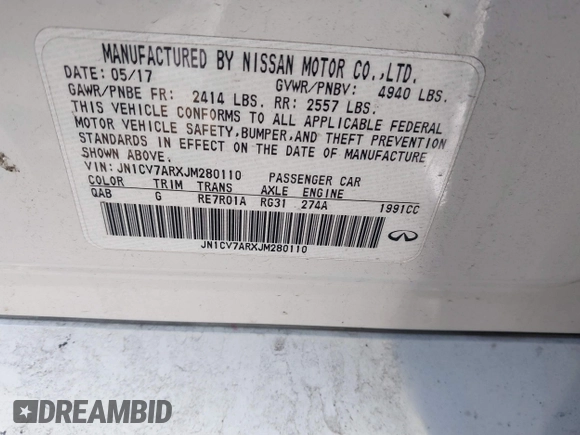 MANUFACTURED BY NISSAN MOTOR CO.,LTD.
DATE: 05/17 GVWR/PNBV: 4940 LBS.
GAWR/PNBE FR: 2414 LBS. RR: 2557 LBS.
THIS VEHICLE CONFORMS TO ALL APPLICABLE FEDERAL
MOTOR VEHICLE SAFETY,BUMPER,AND THEFT PREVENTION
STANDARDS IN EFFECT ON THE DATE OF MANUFACTURE
SHOWN ABOVE.
VIN: JN1CV7ARXJM280110 PASSENGER CAR
COLOR TRIM TRANS AXLE ENGINE
QAB G RE7R01A RG31 274A 1991CC
JN1CV7ARXJM280110
DREAMBID